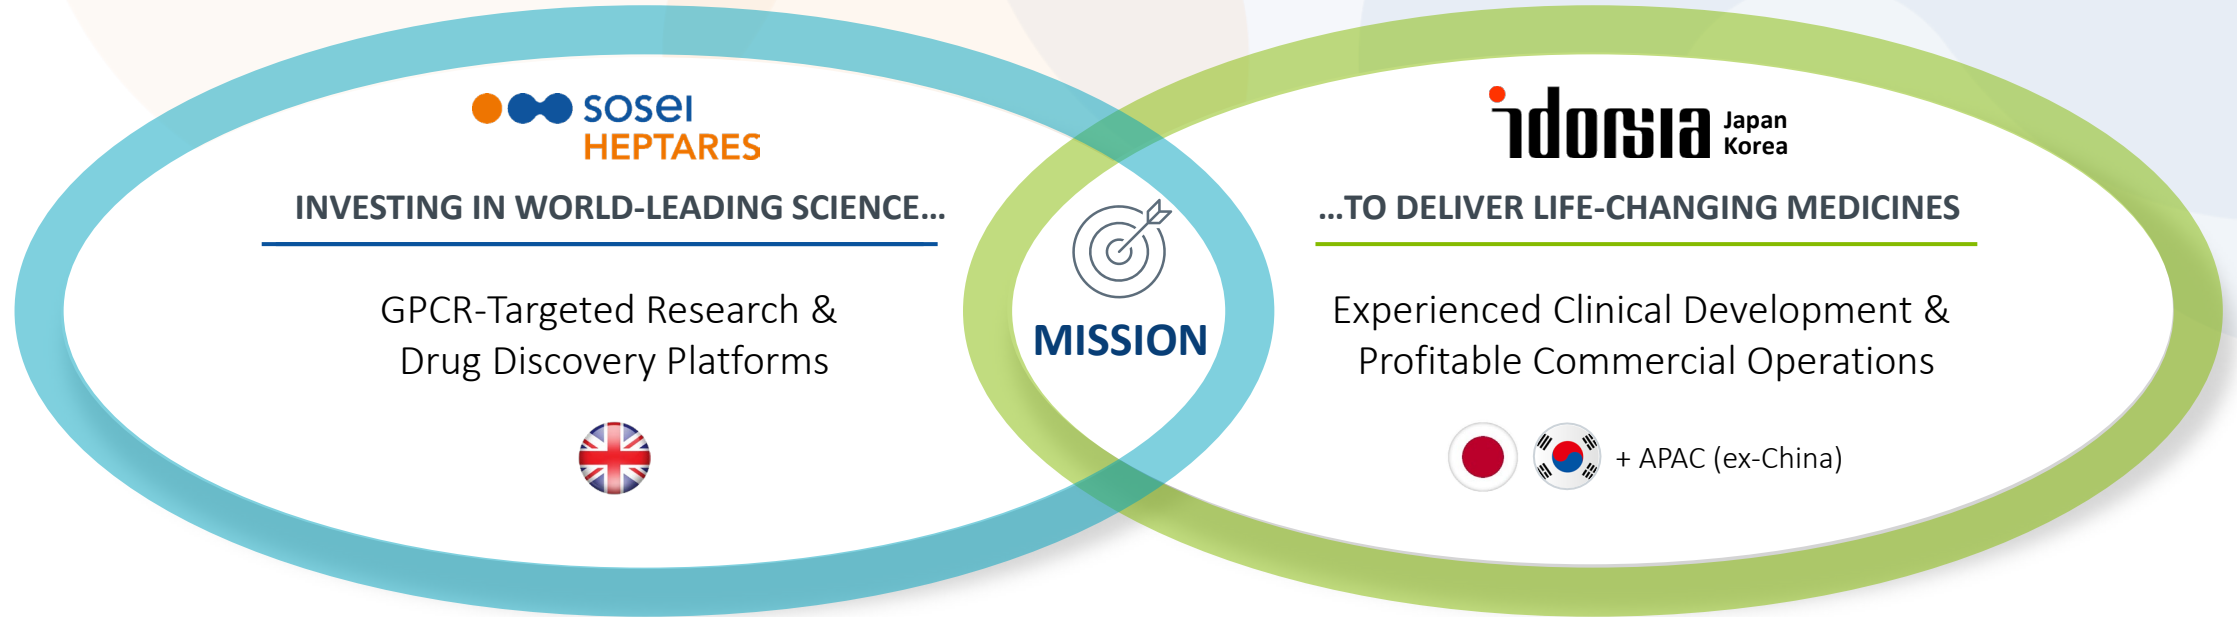 sosei
HEPTARES
INVESTING IN WORLD-LEADING SCIENCE...
GPCR-Targeted Research &
Drug Discovery Platforms
MISSION
idorsia Japan
Korea
...TO DELIVER LIFE-CHANGING MEDICINES
Experienced Clinical Development &
Profitable Commercial Operations
+ APAC (ex-China)